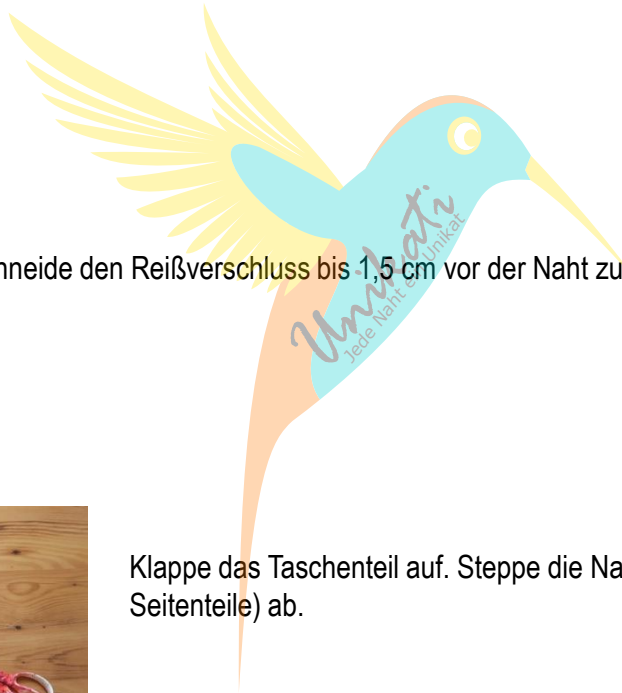 neide den Reißverschluss bis 1,5 cm vor der Naht zu
Unikati
Jede Naht ein Unikat
Klappe das Taschenteil auf. Steppe die Na
Seitenteile) ab.